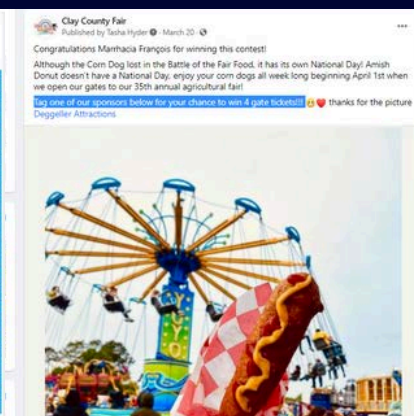 Clay County Fair
Published by Tasha Hyder · March 20 ·
Congratulations Marrhacia François for winning this contest!
Although the Corn Dog lost in the Battle of the Fair Food, it has its own National Day! Amish
Donut doesn't have a National Day, enjoy your corn dogs all week long beginning April 1st when
we open our gates to our 35th annual agricultural fair!
Tag one of our sponsors below for your chance to win 4 gate tickets!!! thanks for the picture
Deggeller Attractions
YOYO